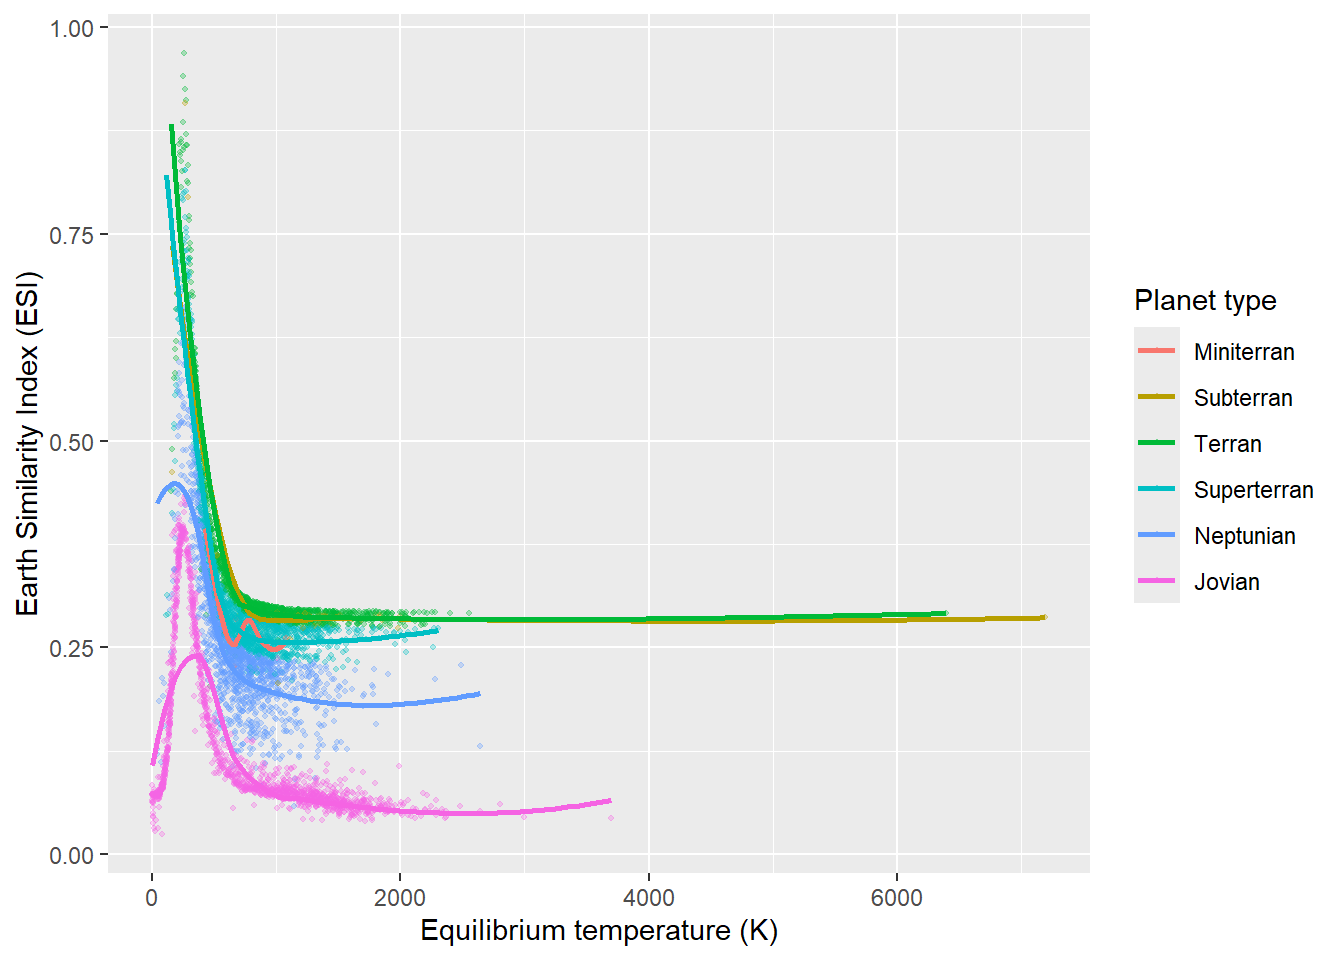 1.00
0.75
0.50
0.25
0.00
Earth Similarity Index (ESI)
0
2000
4000
6000
Equilibrium temperature (K)
Planet type
Miniterran
Subterran
Terran
Superterran
Neptunian
Jovian